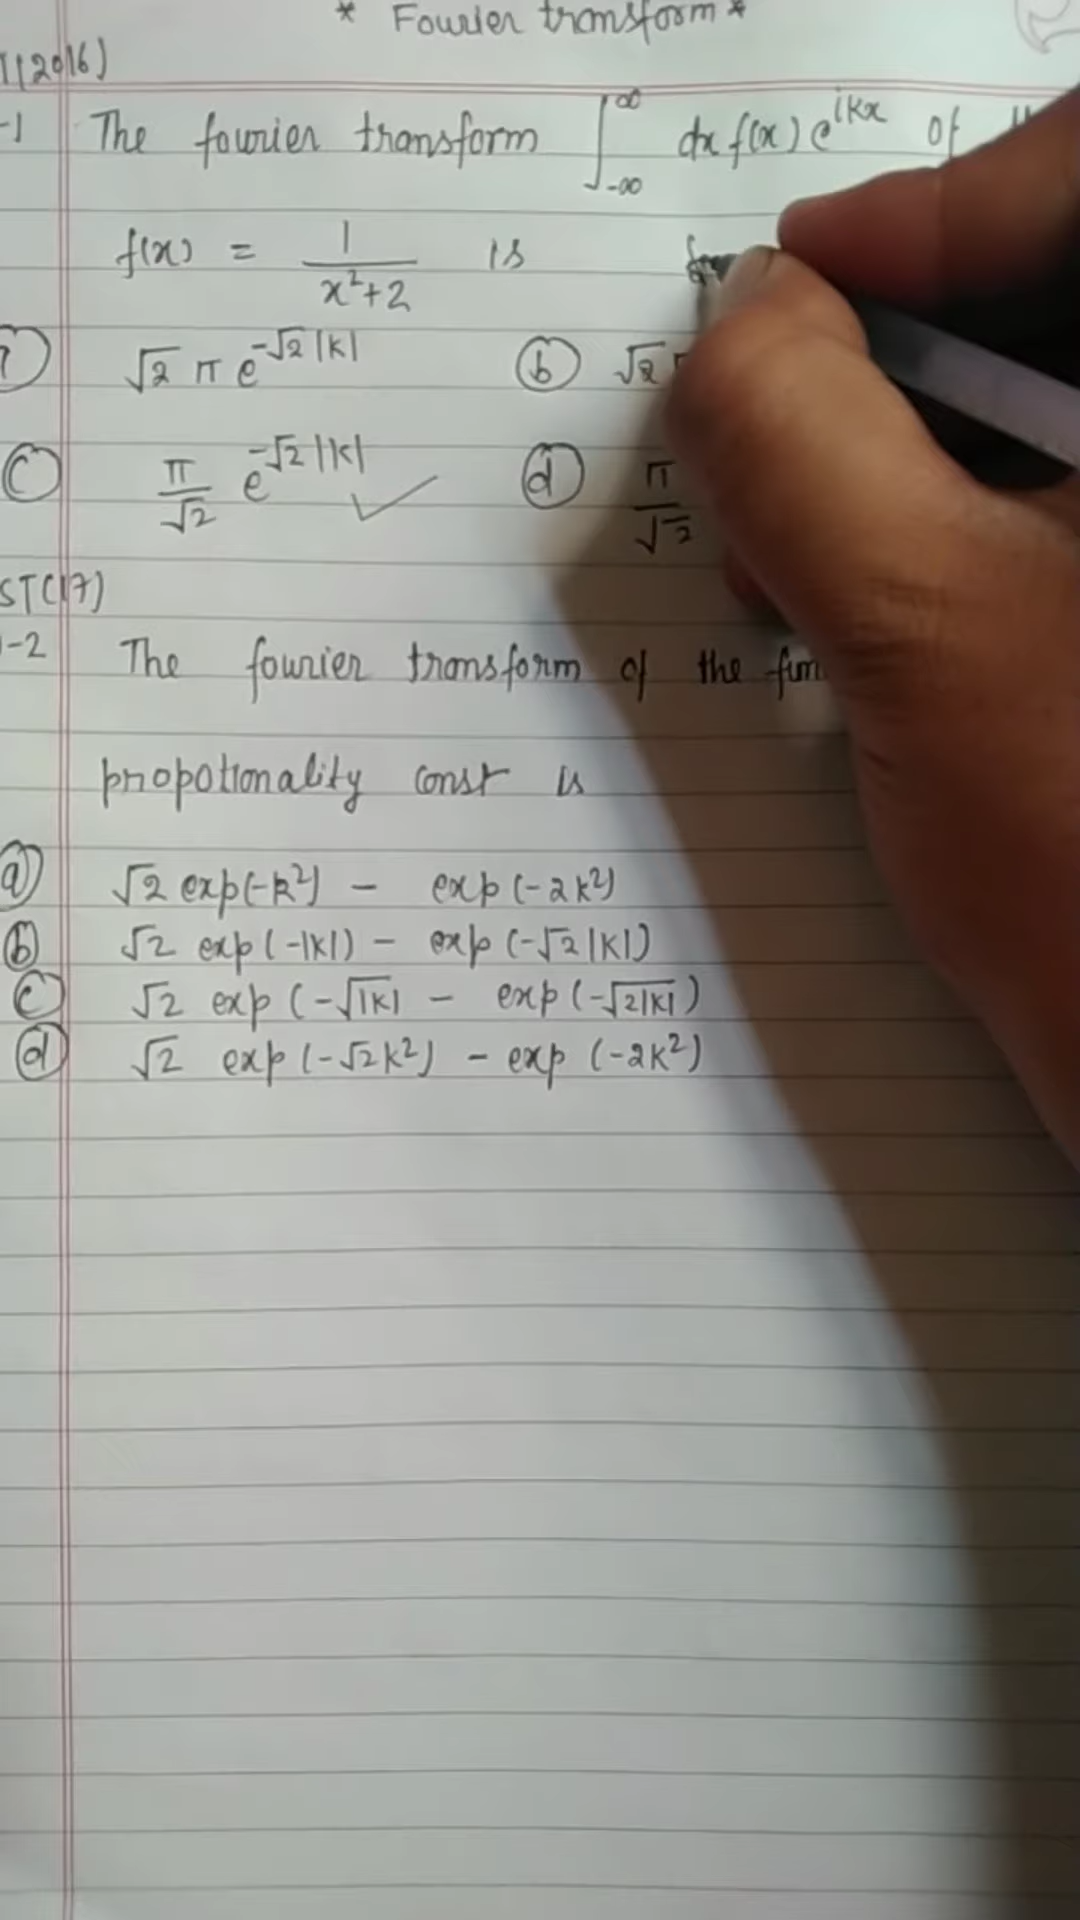 * Fourier transform *
(2016)
-1 The fourier transform ∫_{-∞}^{∞} dx f(x) e^{ikx} of
f(x) = 1/(x²+2) is
√2 π e^{-√2|k|} (b) √2
(c) π/√2 e^{-√2|k|} ✓ (d) π/√2
ST(17)
-2 The fourier transform of the
propotionality const is
(a) √2 exp(-k²) - exp(-2k²)
(b) √2 exp(-|k|) - exp(-√2|k|)
(c) √2 exp(-√|k| - exp(-√2|k|)
(d) √2 exp(-√2k²) - exp(-2k²)